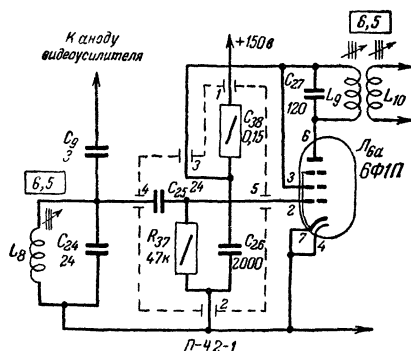 К аноду
видеоусилителя
+150в
6,5
1
C38
0,15
C27
120
L9
L10
6
Л6а
6Ф1П
3
C9
3
3
6,5
4
C25
24
5
2
L8
C24
24
R37
47к
C26
2000
7
4
2
П-42-1